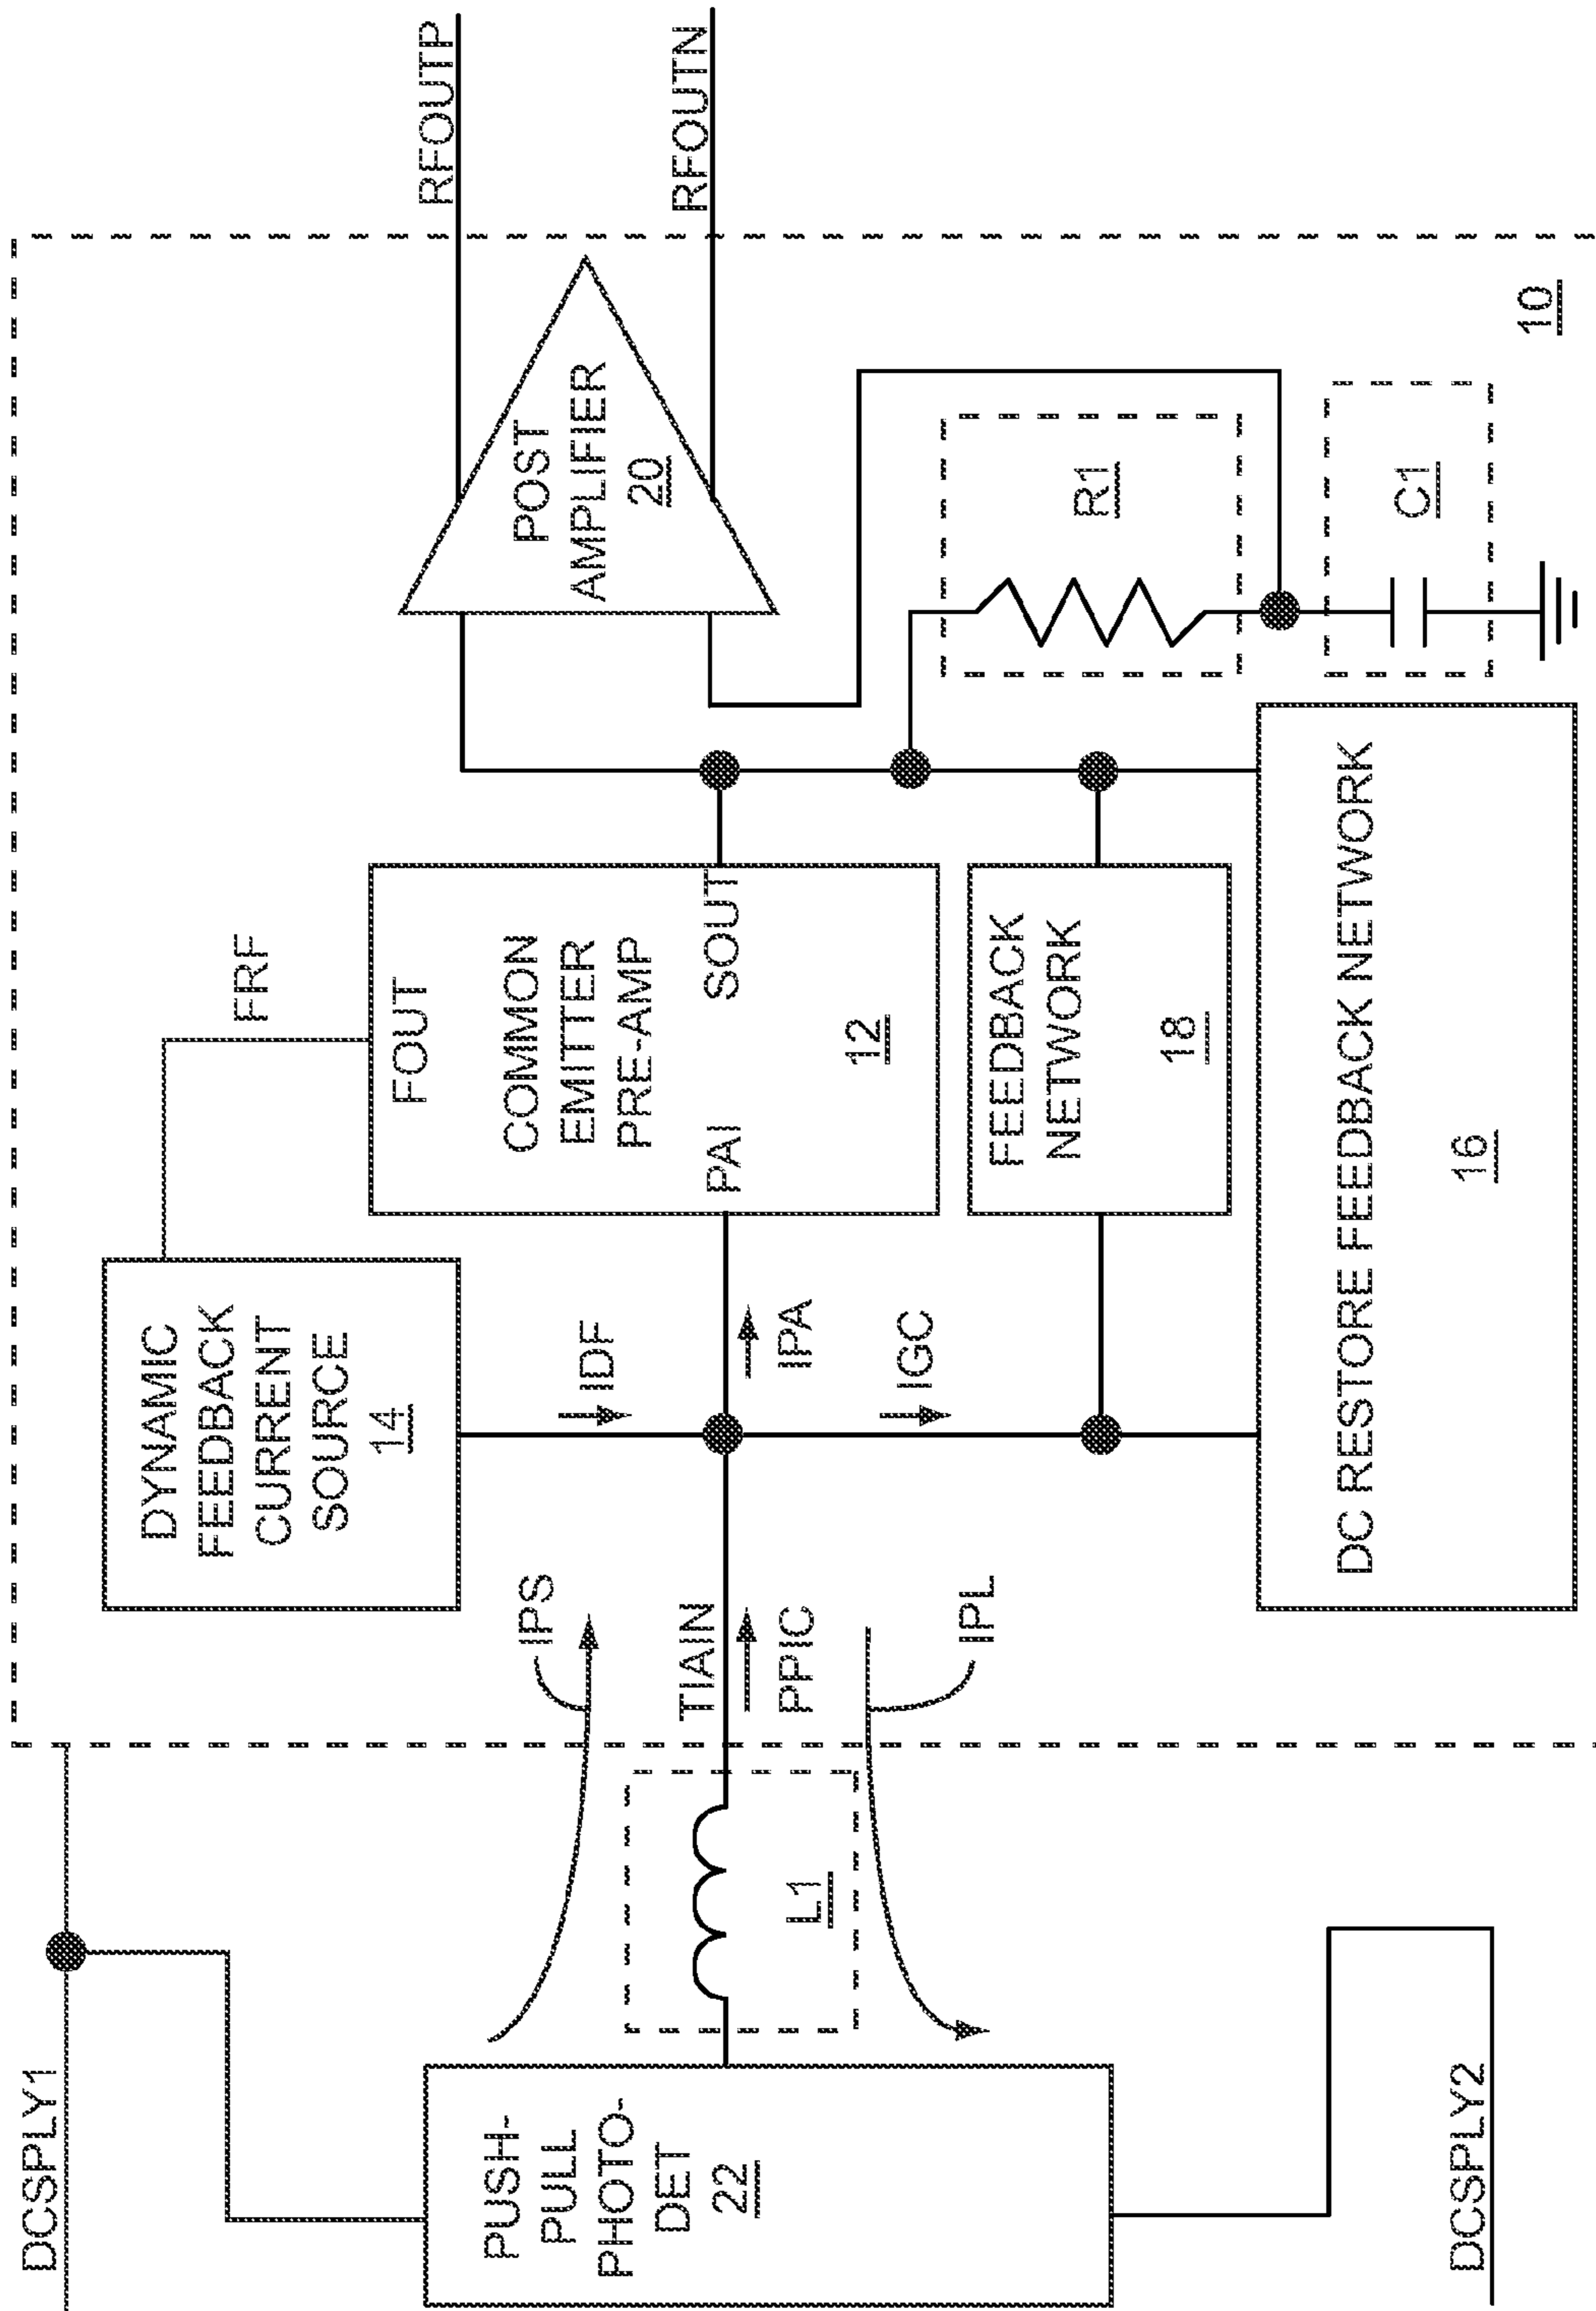 DCSPLY1
RFOUTP
RFOUTN
FRF
DYNAMIC
FEEDBACK
CURRENT
SOURCE
14
FOUT
COMMON
EMITTER
PRE-AMP
PAI
SOUT
12
POST
AMPLIFIER
20
IDF
IPA
IGC
IPS
TIAIN
PPIC
IPL
L1
PUSH-
PULL
PHOTO-
DET
22
FEEDBACK
NETWORK
18
R1
C1
DC RESTORE FEEDBACK NETWORK
16
10
DCSPLY2